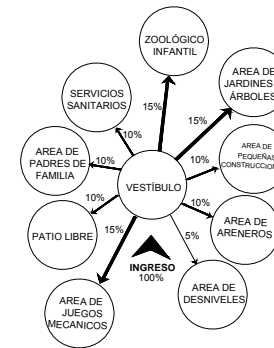 ZOOLÓGICO
INFANTIL
AREA DE
JARDINES Y
ÁRBOLES
15%
15%
SERVICIOS
SANITARIOS
10%
AREA DE
PADRES DE
FAMILIA
10%
10%
AREA DE
PEQUEÑAS
VESTÍBULO
PATIO LIBRE
10%
10%
AREA DE
ARENEROS
15%
5%
INGRESO
100%
AREA DE
JUEGOS
MECANICOS
AREA DE
DESNIVELES